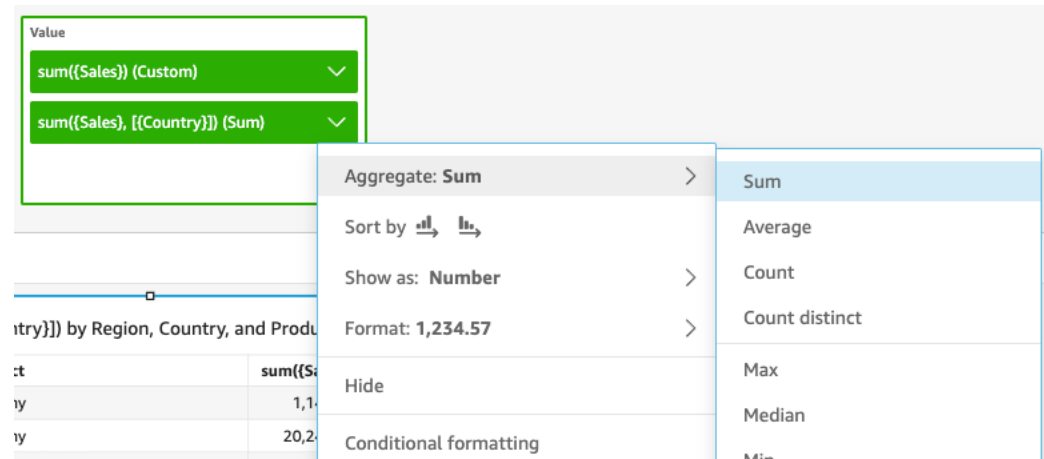 Value
sum({Sales}) (Custom)
sum({Sales}, [{Country}]) (Sum)
Aggregate: Sum
Sort by
Show as: Number
Format: 1,234.57
Hide
Conditional formatting
Sum
Average
Count
Count distinct
Max
Median
Min
ntry}]) by Region, Country, and Produ
ct sum({Sa
ny 1,14
ny 20,24